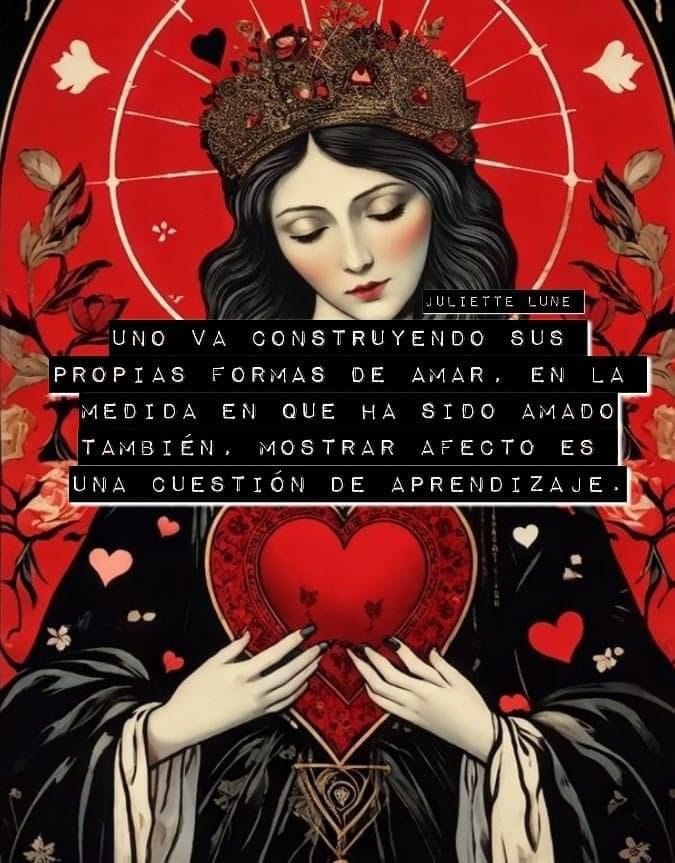 JULIETTE LUNE
UNO VA CONSTRUYENDO SUS
PROPIAS FORMAS DE AMAR, EN LA
MEDIDA EN QUE HA SIDO AMADO
TAMBIÉN, MOSTRAR AFECTO ES
UNA CUESTIÓN DE APRENDIZAJE.